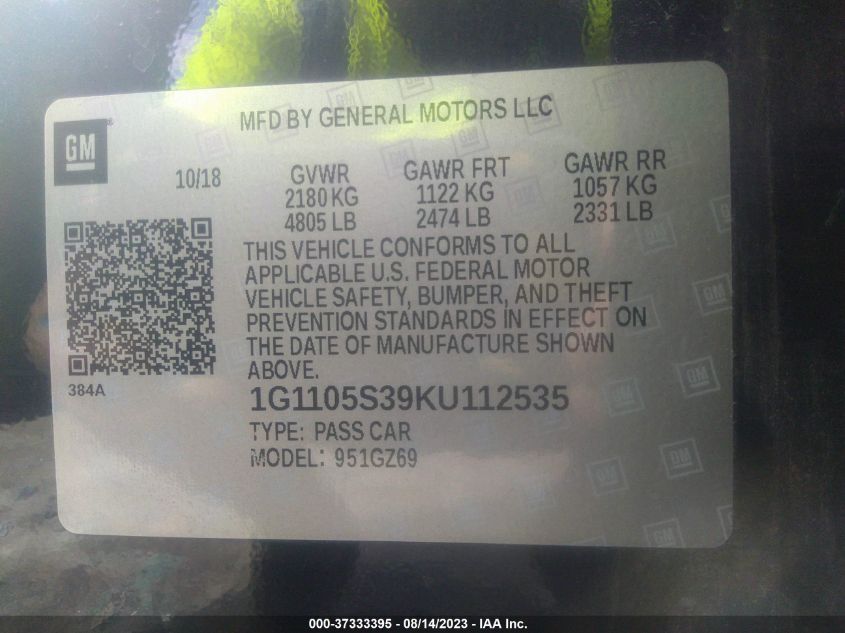 MFD BY GENERAL MOTORS LLC
GM
10/18 GVWR GAWR FRT GAWR RR
2180 KG 1122 KG 1057 KG
4805 LB 2474 LB 2331 LB
THIS VEHICLE CONFORMS TO ALL
APPLICABLE U.S. FEDERAL MOTOR
VEHICLE SAFETY, BUMPER, AND THEFT
PREVENTION STANDARDS IN EFFECT ON
THE DATE OF MANUFACTURE SHOWN
ABOVE.
384A
1G1105S39KU112535
TYPE: PASS CAR
MODEL: 951GZ69
000-37333395 - 08/14/2023 - IAA Inc.